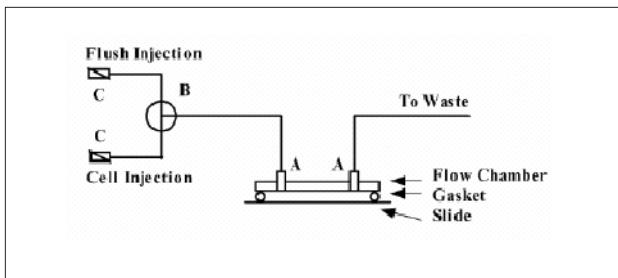 Flush Injection
C
B
C
Cell Injection
To Waste
A
A
Flow Chamber
Gasket
Slide